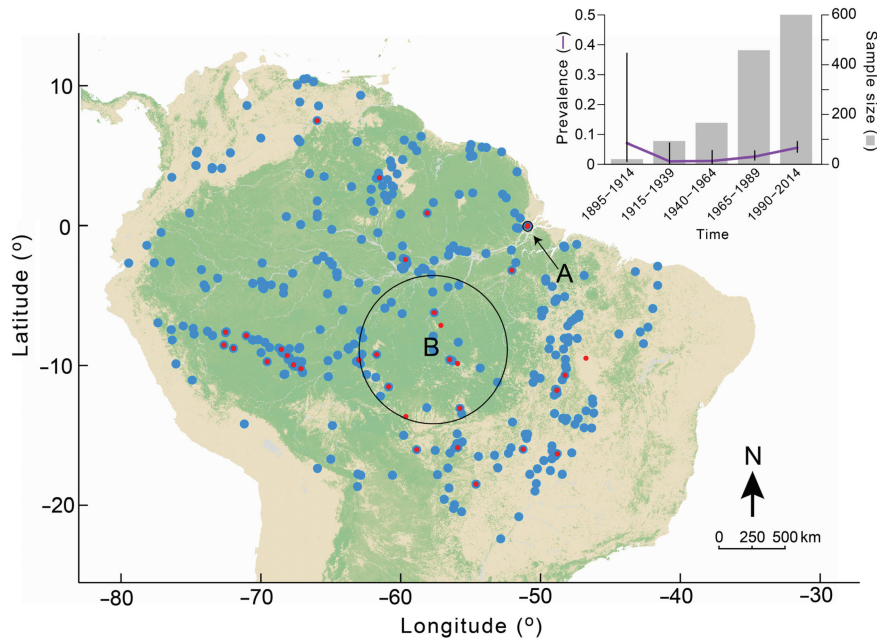 0.5
0.4
0.3
0.2
0.1
0
Prevalence (—)
600
400
200
0
Sample size (■)
1895–1914
1915–1939
1940–1964
1965–1989
1990–2014
Time
10
0
−10
−20
Latitude (°)
A
B
N
0 250 500 km
−80 −70 −60 −50 −40 −30
Longitude (°)